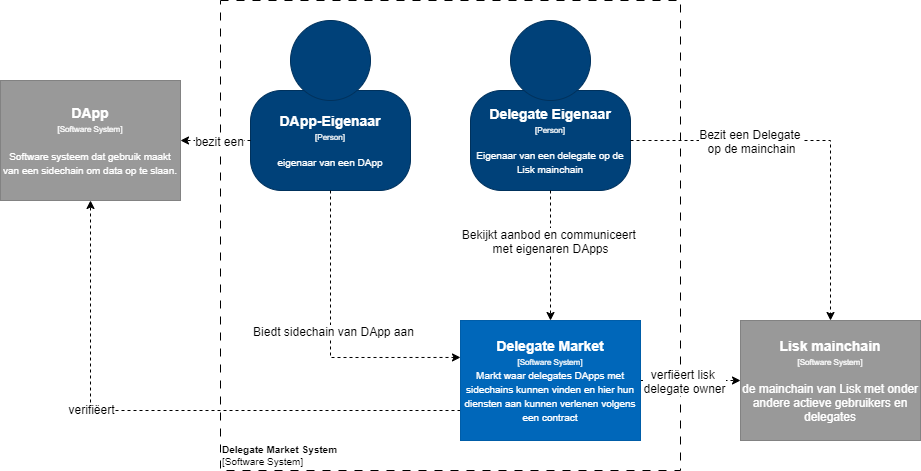 DApp
[Software System]
Software systeem dat gebruik maakt
van een sidechain om data op te slaan.
bezit een
DApp-Eigenaar
[Person]
eigenaar van een DApp
Delegate Eigenaar
[Person]
Eigenaar van een delegate op de
Lisk mainchain
Bezit een Delegate
op de mainchain
Bekijkt aanbod en communiceert
met eigenaren DApps
Biedt sidechain van DApp aan
Delegate Market
[Software System]
Markt waar delegates DApps met
sidechains kunnen vinden en hier hun
diensten aan kunnen verlenen volgens
een contract
verfiëert lisk
delegate owner
Lisk mainchain
[Software System]
de mainchain van Lisk met onder
andere actieve gebruikers en
delegates
verifiëert
Delegate Market System
[Software System]